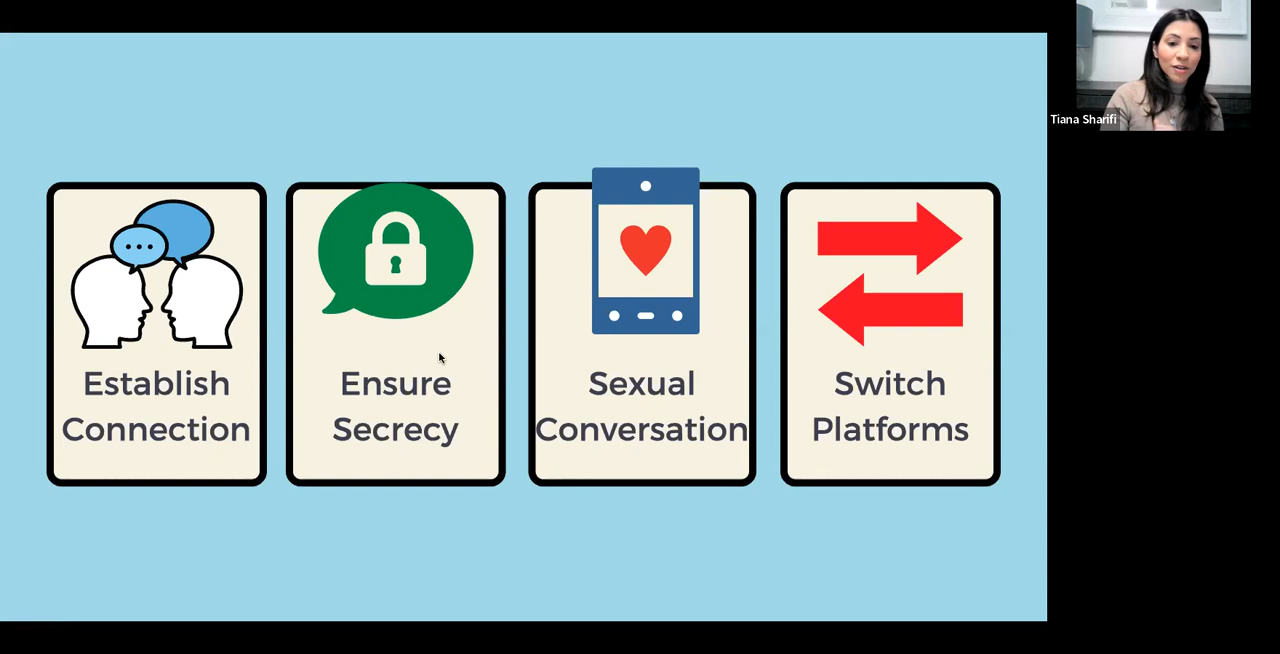 Tiana Sharifi
Establish
Connection
Ensure
Secrecy
Sexual
Conversation
Switch
Platforms